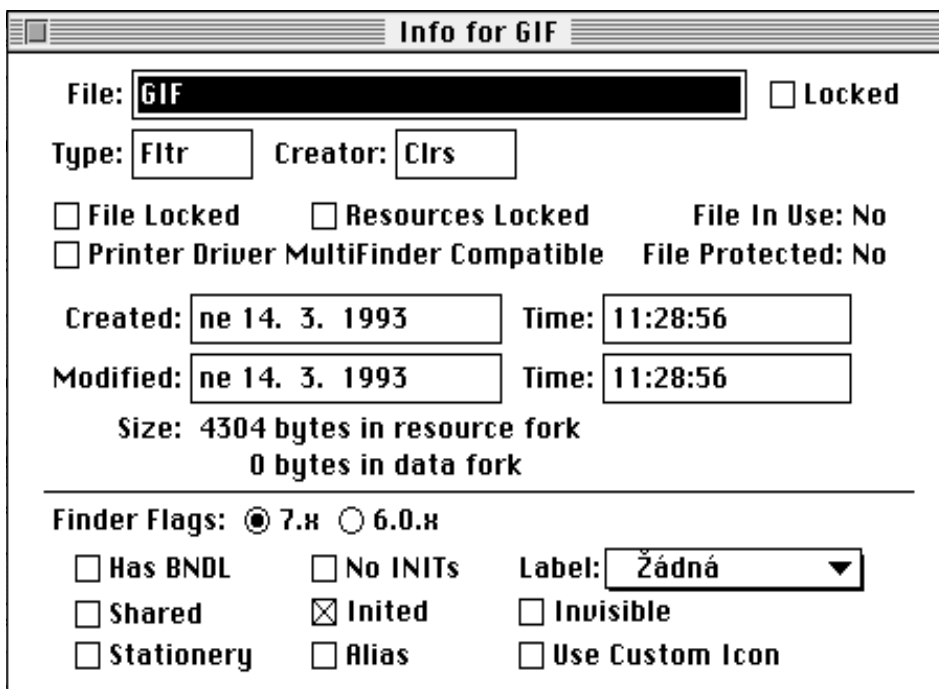 Info for GIF
File: GIF Locked
Type: Fltr Creator: Clrs
File Locked Resources Locked File In Use: No
Printer Driver MultiFinder Compatible File Protected: No
Created: ne 14. 3. 1993 Time: 11:28:56
Modified: ne 14. 3. 1993 Time: 11:28:56
Size: 4304 bytes in resource fork
0 bytes in data fork
Finder Flags: 7.x 6.0.x
Has BNDL No INITs Label: Žádná
Shared Inited Invisible
Stationery Alias Use Custom Icon